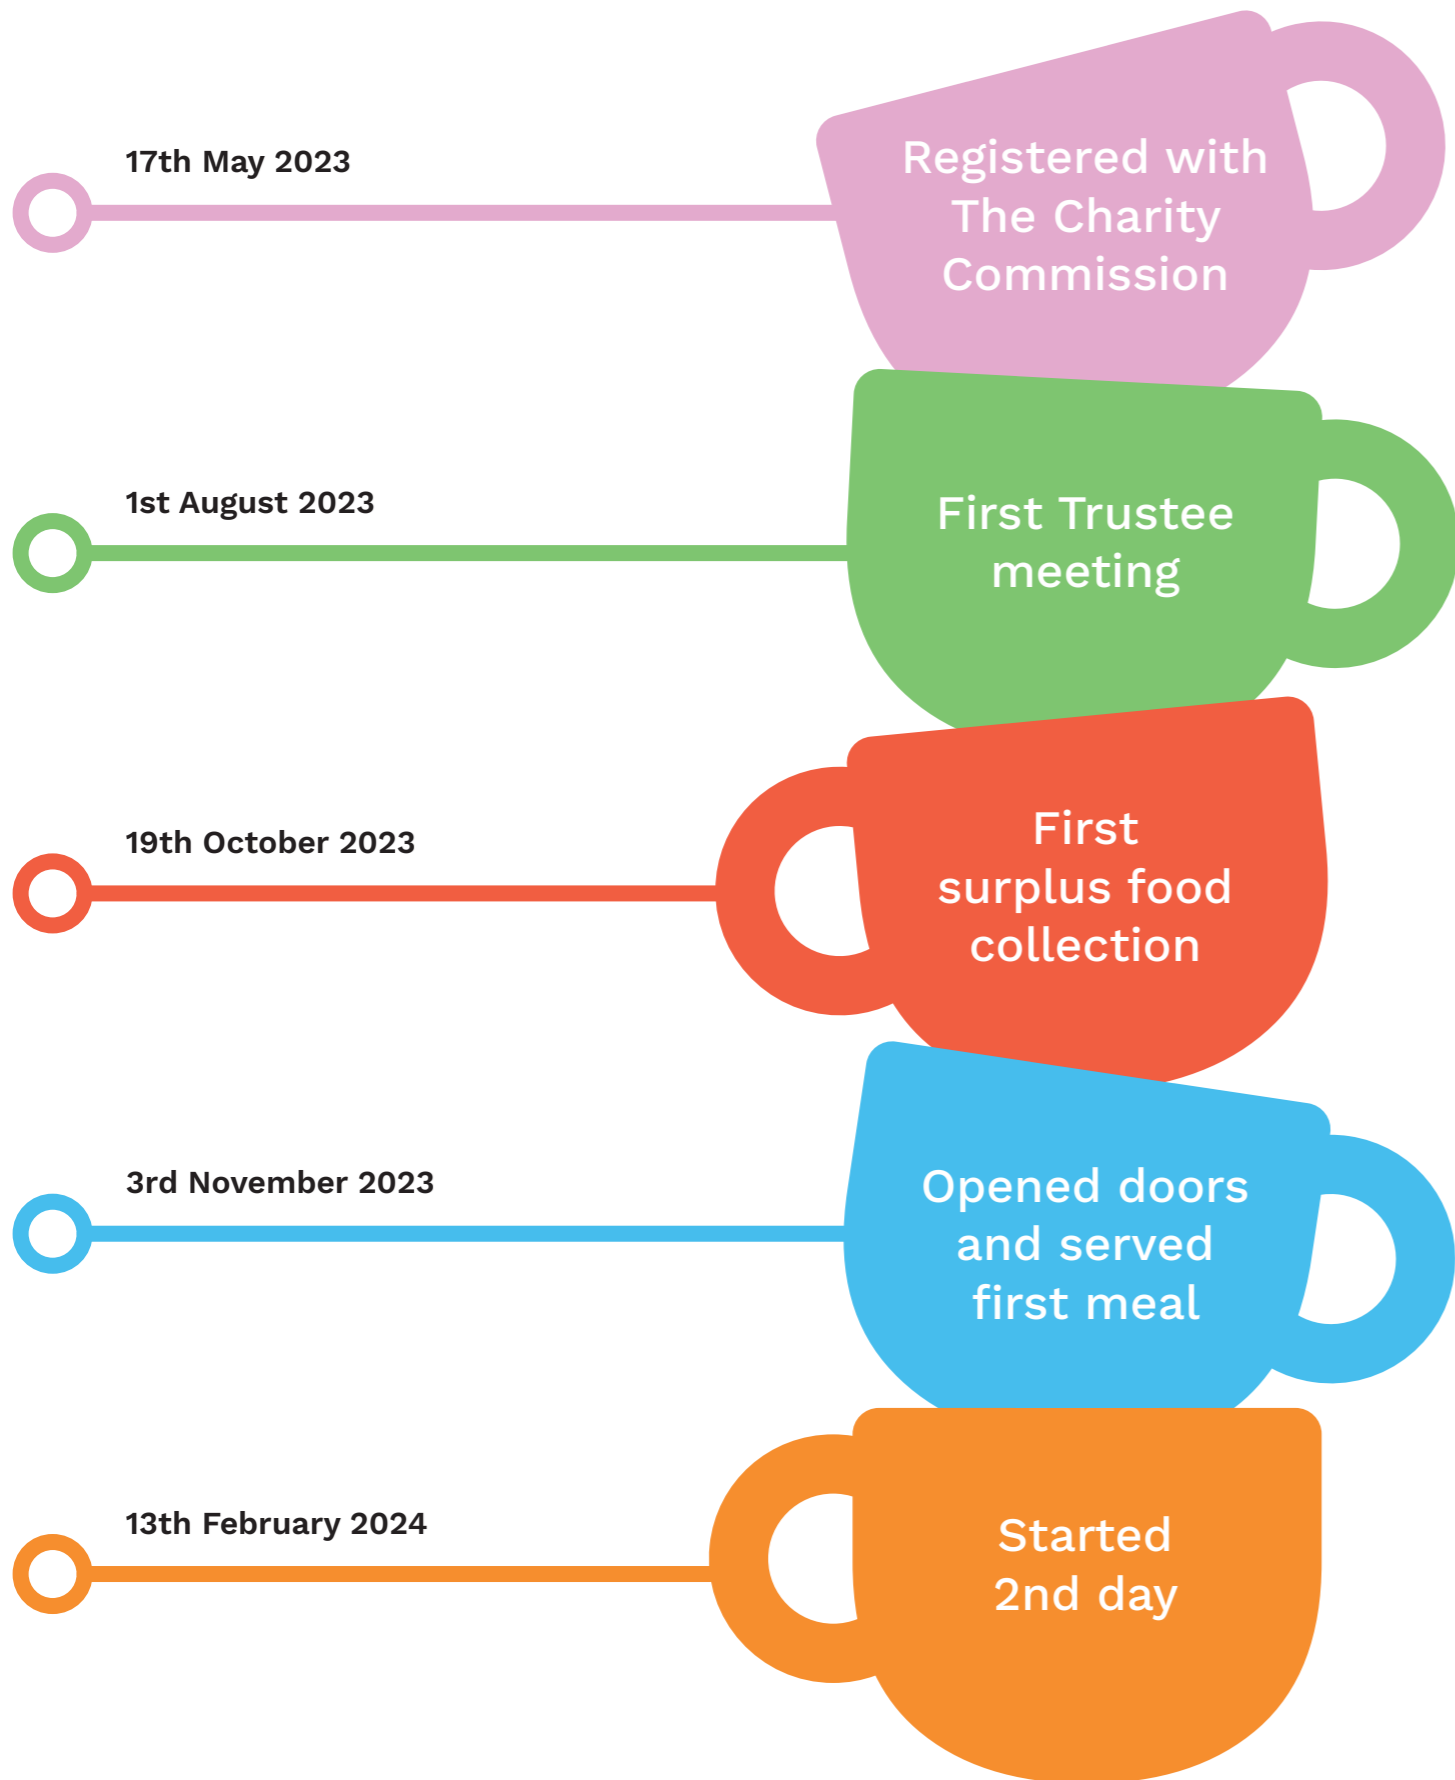 17th May 2023
Registered with
The Charity
Commission
1st August 2023
First Trustee
meeting
19th October 2023
First
surplus food
collection
3rd November 2023
Opened doors
and served
first meal
13th February 2024
Started
2nd day